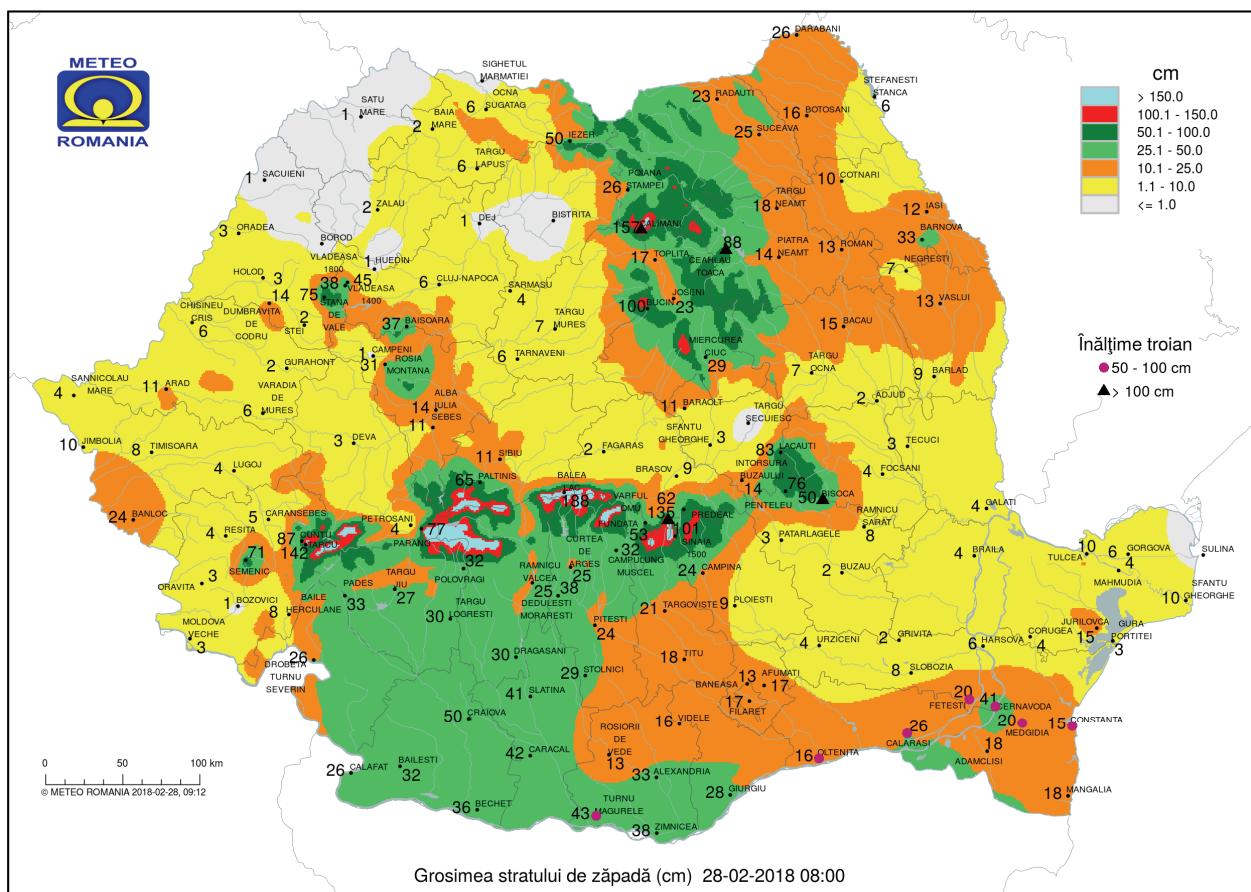 METEO
ROMANIA
cm
> 150.0
100.1 - 150.0
50.1 - 100.0
25.1 - 50.0
10.1 - 25.0
1.1 - 10.0
<= 1.0
Înălţime troian
50 - 100 cm
> 100 cm
26 DARABANI
SIGHETUL
MARMATIEI
STEFANESTI
STANCA
6
OCNA
SUGATAG
6
SATU
MARE
1
BAIA
MARE
2
23 RADAUTI
16 BOTOSANI
50 IEZER
25 SUCEAVA
TARGU
LAPUS
6
1 SACUIENI
POIANA
STAMPEI
26
10 COTNARI
2 ZALAU
1 DEJ
BISTRITA
157 CALIMANI
TARGU
NEAMT
18
12 IASI
3 ORADEA
BARNOVA
33
BOROD
88
CEAHLAU
TOACA
PIATRA
NEAMT
14
13 ROMAN
VLADEASA
1800
38
1 HUEDIN
17 TOPLITA
7 NEGRESTI
HOLOD 3
45
VLADEASA
1400
6 CLUJ-NAPOCA
SARMASU
4
75
STANA
DE
VALE
14
DUMBRAVITA
DE
CODRU
JOSENI
23
100 BUCIN
13 VASLUI
CHISINEU
CRIS
6
2
STEI
37 BAISOARA
TARGU
MURES
7
15 BACAU
1 CAMPENI
31
ROSIA
MONTANA
6 TARNAVENI
MIERCUREA
CIUC
29
2 GURAHONT
TARGU
OCNA
7
9 BARLAD
SANNICOLAU
MARE
4
11 ARAD
VARADIA
DE
MURES
6
ALBA
IULIA
14
SEBES
11
11 BARAOLT
TARGU
SECUIESC
2 ADJUD
10 JIMBOLIA
8 TIMISOARA
3 DEVA
SFANTU
GHEORGHE
3
2 FAGARAS
3 TECUCI
4 LUGOJ
11 SIBIU
LACAUTI
83
65 PALTINIS
BALEA
LAC
188
BRASOV 9
INTORSURA
BUZAULUI
14
76
PENTELEU
50 BISOCA
4 FOCSANI
VARFUL
OMU
135
62
PREDEAL
4 GALATI
24 BANLOC
5 CARANSEBES
RESITA
4
87
CUNTU
142 TARCU
PETROSANI
4
77
PARANG
FUNDATA
53
101
SINAIA
1500
RAMNICU
SARAT
8
3 PATARLAGELE
71
SEMENIC
CURTEA
DE
ARGES
25
32
CAMPULUNG
MUSCEL
4 BRAILA
10
TULCEA
6 GORGOVA
SULINA
4
MAHMUDIA
32
POLOVRAGI
RAMNICU
VALCEA
25
24 CAMPINA
2 BUZAU
3
ORAVITA
PADES
33
TARGU
JIU
27
38
DEDULESTI
MORARESTI
SFANTU
GHEORGHE
10
1 BOZOVICI
BAILE
HERCULANE
8
TARGU
LOGRESTI
30
21 TARGOVISTE
9 PLOIESTI
MOLDOVA
VECHE
3
PITESTI
24
JURILOVCA
15
GURA
PORTITEI
3
4 URZICENI
2 GRIVITA
6 HARSOVA
CORUGEA
4
26
DROBETA
TURNU
SEVERIN
30 DRAGASANI
18 TITU
29 STOLNICI
8 SLOBOZIA
BANEASA
13
AFUMATI
17
17
FILARET
41 SLATINA
20
FETESTI
41
CERNAVODA
50 CRAIOVA
16 VIDELE
26
CALARASI
20
MEDGIDIA
15 CONSTANTA
ROSIORII
DE
VEDE
13
42 CARACAL
16 OLTENITA
18
ADAMCLISI
26 CALAFAT
BAILESTI
32
33 ALEXANDRIA
28 GIURGIU
18 MANGALIA
36 BECHET
TURNU
MAGURELE
43
38 ZIMNICEA
0 50 100 km
© METEO ROMANIA 2018-02-28, 09:12
Grosimea stratului de zăpadă (cm) 28-02-2018 08:00